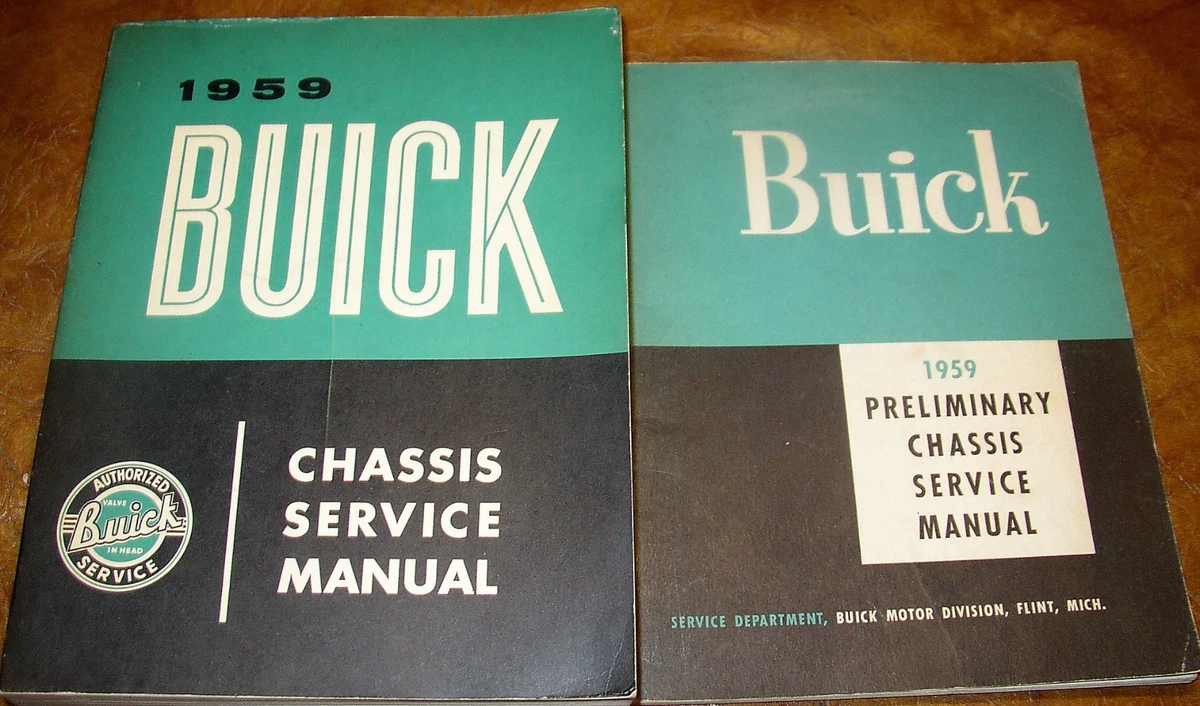 1959
BUICK
AUTHORIZED
VALVE
Buick
IN HEAD
SERVICE
CHASSIS
SERVICE
MANUAL
Buick
1959
PRELIMINARY
CHASSIS
SERVICE
MANUAL
SERVICE DEPARTMENT, BUICK MOTOR DIVISION, FLINT, MICH.